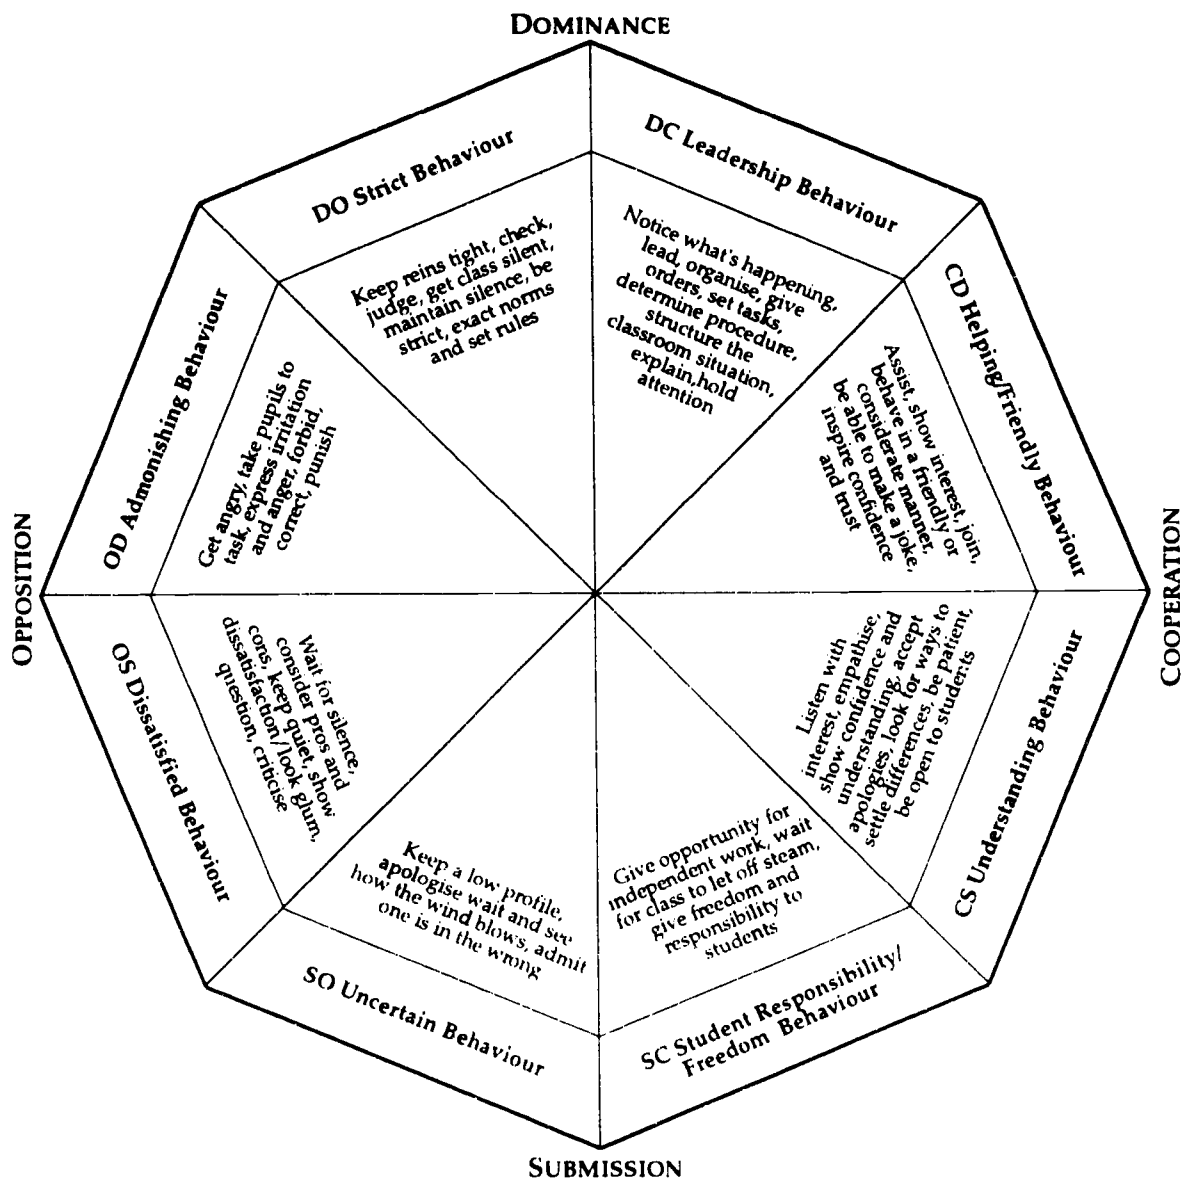 DOMINANCE
DC Leadership Behaviour
Notice what's happening,
lead, organise, give
orders, set tasks,
determine procedure,
structure the
classroom situation,
explain, hold
attention
CD Helping/Friendly Behaviour
Assist, show interest, join,
behave in a friendly or
considerate manner,
be able to make a joke,
inspire confidence
and trust
COOPERATION
CS Understanding Behaviour
Listen with
interest, empathise,
show confidence and
understanding, accept
apologies, look for ways to
settle differences, be patient,
be open to students
SC Student Responsibility/
Freedom Behaviour
Give opportunity for
independent work, wait
for class to let off steam,
give freedom and
responsibility to
students
SUBMISSION
SO Uncertain Behaviour
Keep a low profile,
apologise wait and see
how the wind blows, admit
one is in the wrong
OS Dissatisfied Behaviour
Wait for silence,
consider pros and
cons, keep quiet, show
dissatisfaction/look glum,
question, criticise
OPPOSITION
OD Admonishing Behaviour
Get angry, take pupils to
task, express irritation
and anger, forbid,
correct, punish
DO Strict Behaviour
Keep reins tight, check,
judge, get class silent,
maintain silence, be
strict, exact norms
and set rules